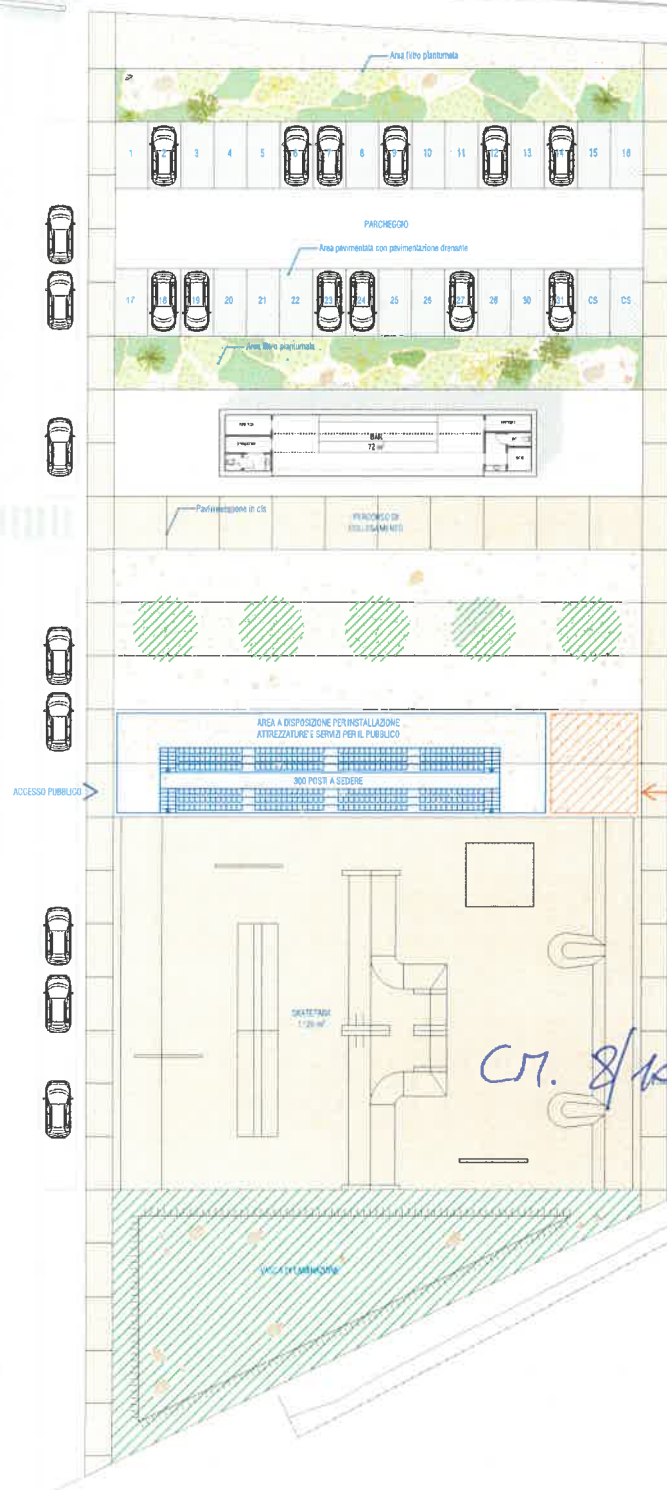 Area filtro piantumata
1 2 3 4 5 6 7 8 9 10 11 12 13 14 15 16
PARCHEGGIO
Area pavimentata con pavimentazione drenante
17 18 19 20 21 22 23 24 25 26 27 28 30 31 CS CS
Area filtro piantumata
BAR
72 m²
Pavimentazione in cls
PERCORSO DI
COLLEGAMENTO
AREA A DISPOSIZIONE PER INSTALLAZIONE
ATTREZZATURE E SERVIZI PER IL PUBBLICO
300 POSTI A SEDERE
ACCESSO PUBBLICO
SKATEPARK
CM. 8/
VASCA DI LAMINAZIONE